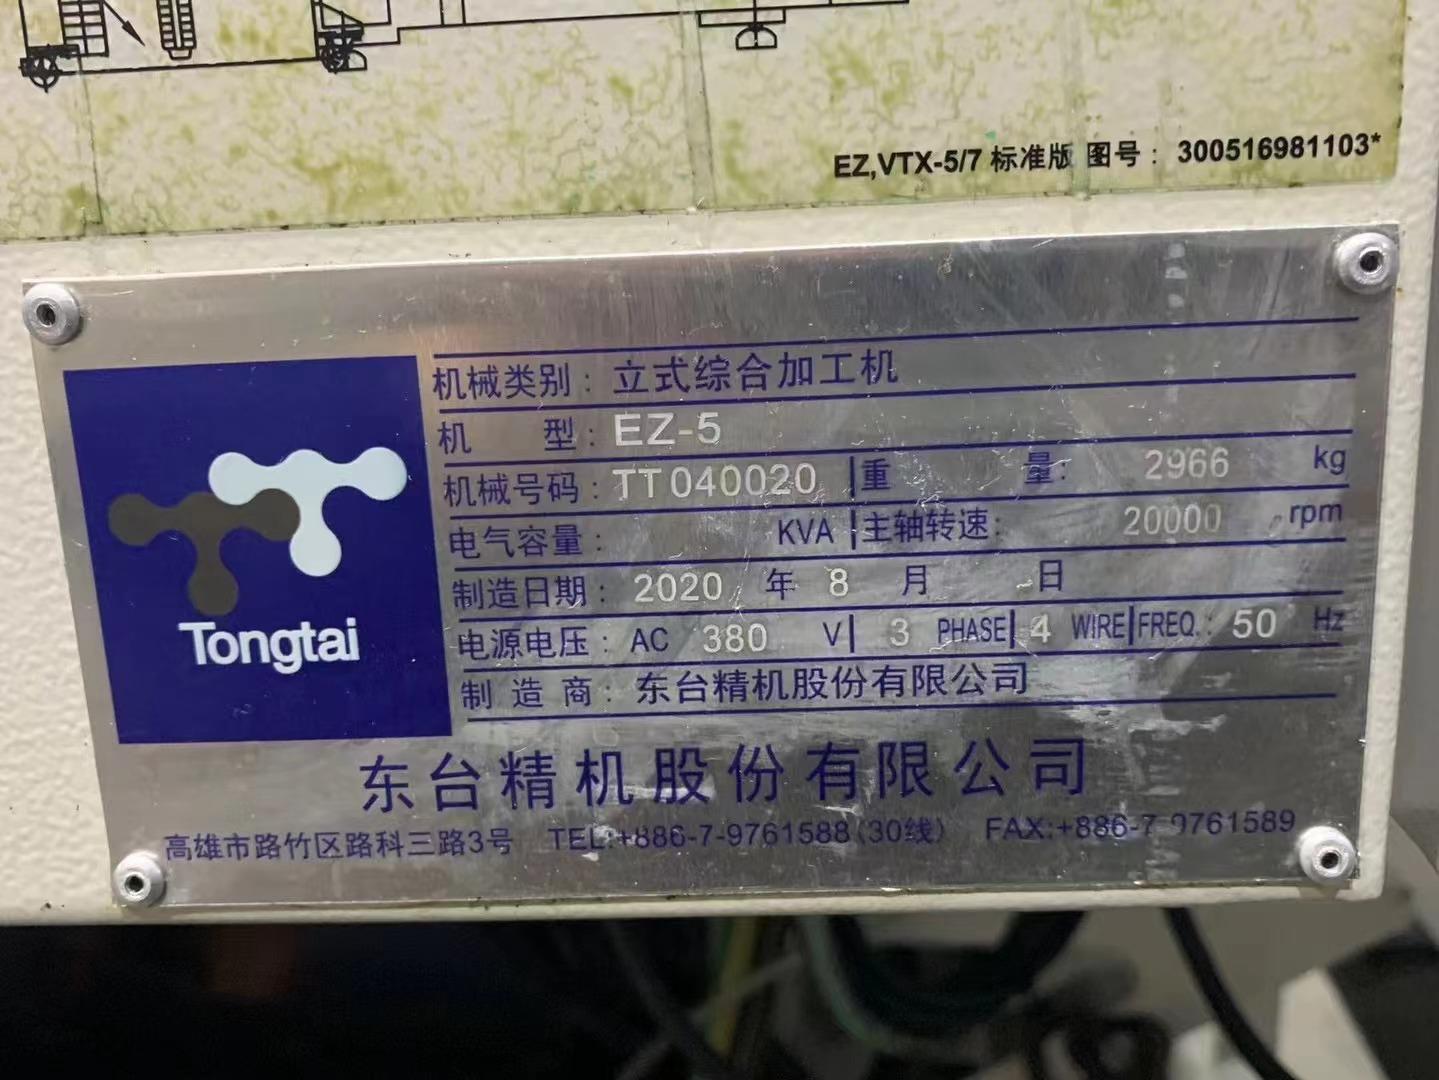 EZ,VTX-5/7 标准版 图号： 300516981103*
机械类别：立式综合加工机
机 型：EZ-5
机械号码：TT040020 重 量： 2966 kg
电气容量： KVA 主轴转速： 20000 rpm
制造日期：2020 年 8 月 日
电源电压：AC 380 V 3 PHASE 4 WIRE FREQ.: 50 Hz
制 造 商：东台精机股份有限公司
Tongtai
东台精机股份有限公司
高雄市路竹区路科三路3号 TEL:+886-7-9761588(30线) FAX:+886-7-9761589